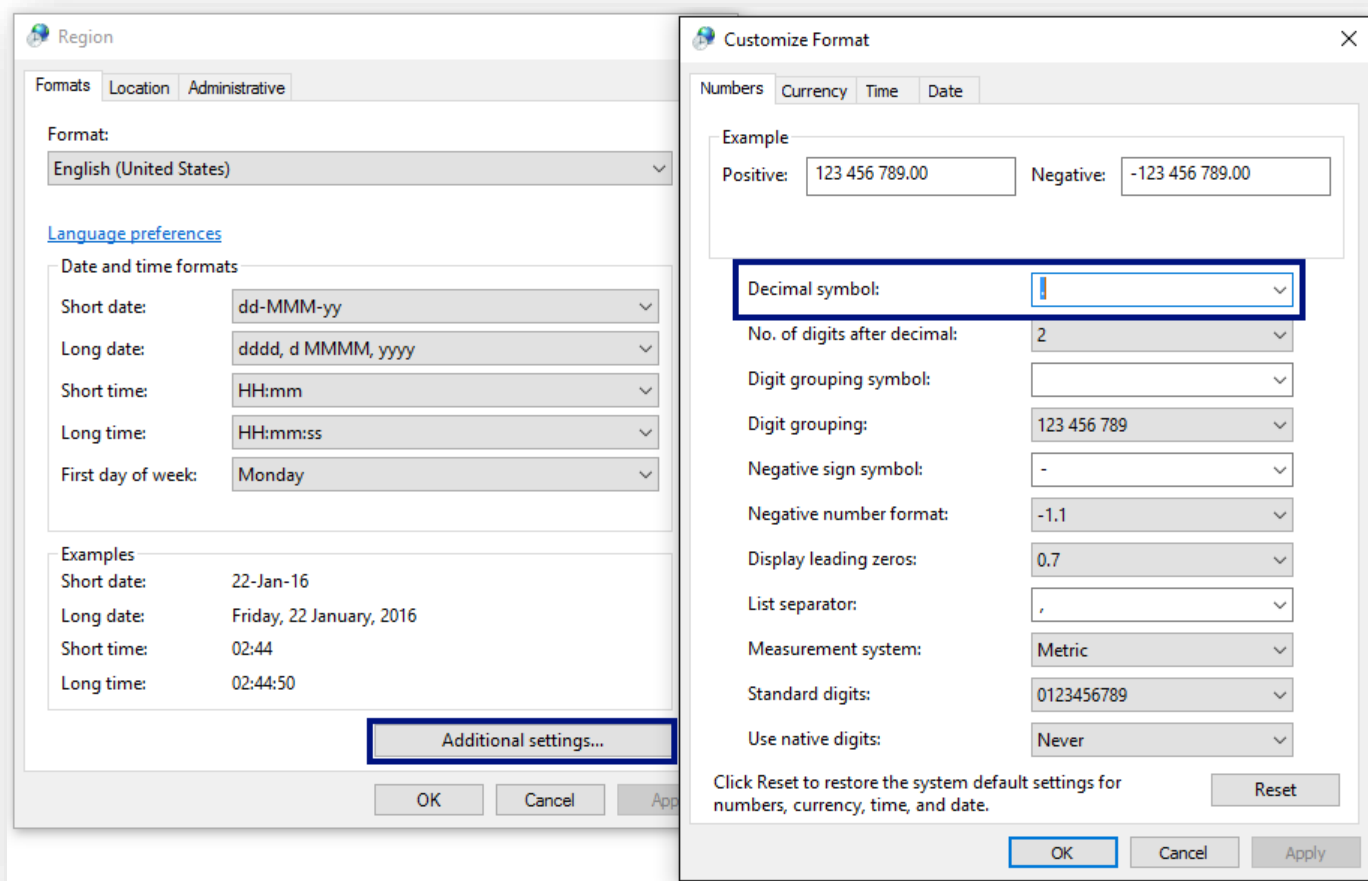 Region
Formats Location Administrative
Format:
English (United States)
Language preferences
Date and time formats
Short date: dd-MMM-yy
Long date: dddd, d MMMM, yyyy
Short time: HH:mm
Long time: HH:mm:ss
First day of week: Monday
Examples
Short date: 22-Jan-16
Long date: Friday, 22 January, 2016
Short time: 02:44
Long time: 02:44:50
Additional settings...
OK Cancel App
Customize Format
Numbers Currency Time Date
Example
Positive: 123 456 789.00 Negative: -123 456 789.00
Decimal symbol: .
No. of digits after decimal: 2
Digit grouping symbol:
Digit grouping: 123 456 789
Negative sign symbol: -
Negative number format: -1.1
Display leading zeros: 0.7
List separator: ,
Measurement system: Metric
Standard digits: 0123456789
Use native digits: Never
Click Reset to restore the system default settings for
numbers, currency, time, and date.
Reset
OK Cancel Apply